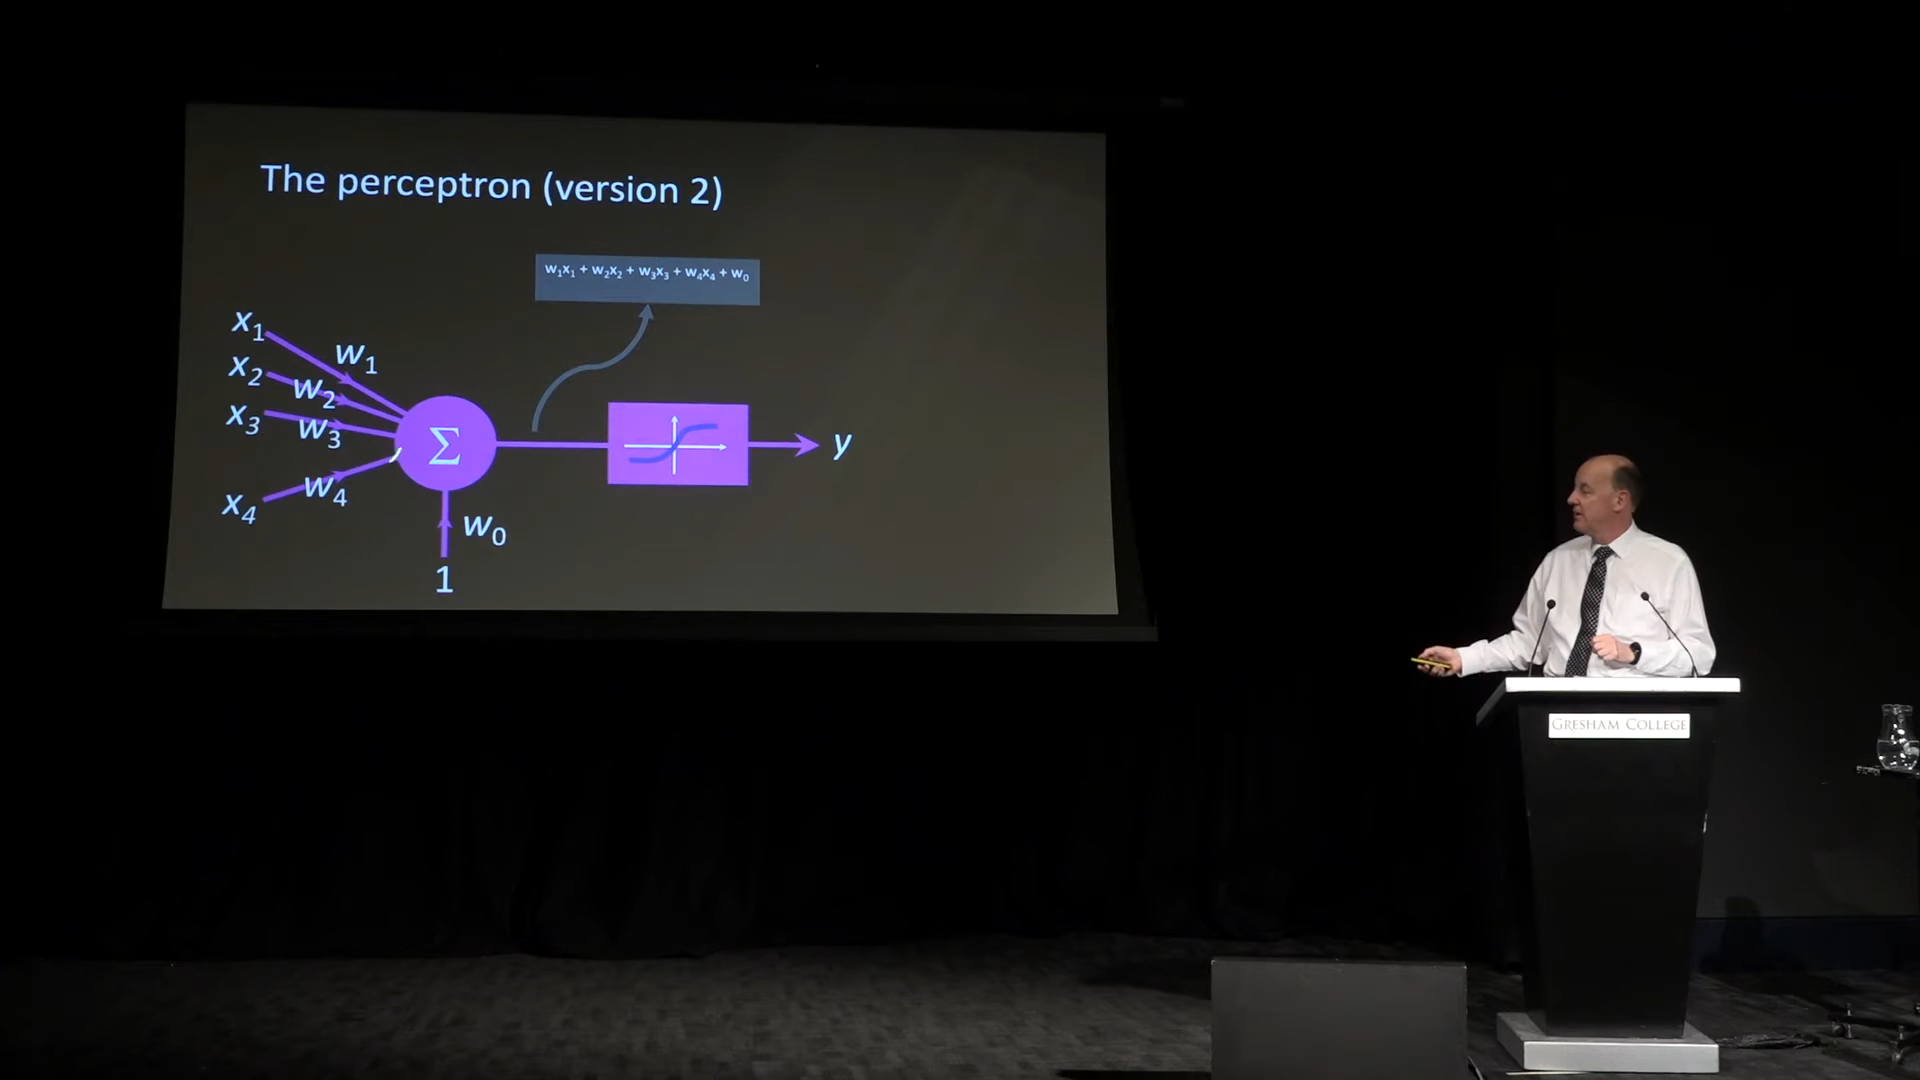 The perceptron (version 2)
w₁x₁ + w₂x₂ + w₃x₃ + w₄x₄ + w₀
x₁
w₁
x₂
w₂
x₃
w₃
Σ
y
x₄
w₄
w₀
1
GRESHAM COLLEGE